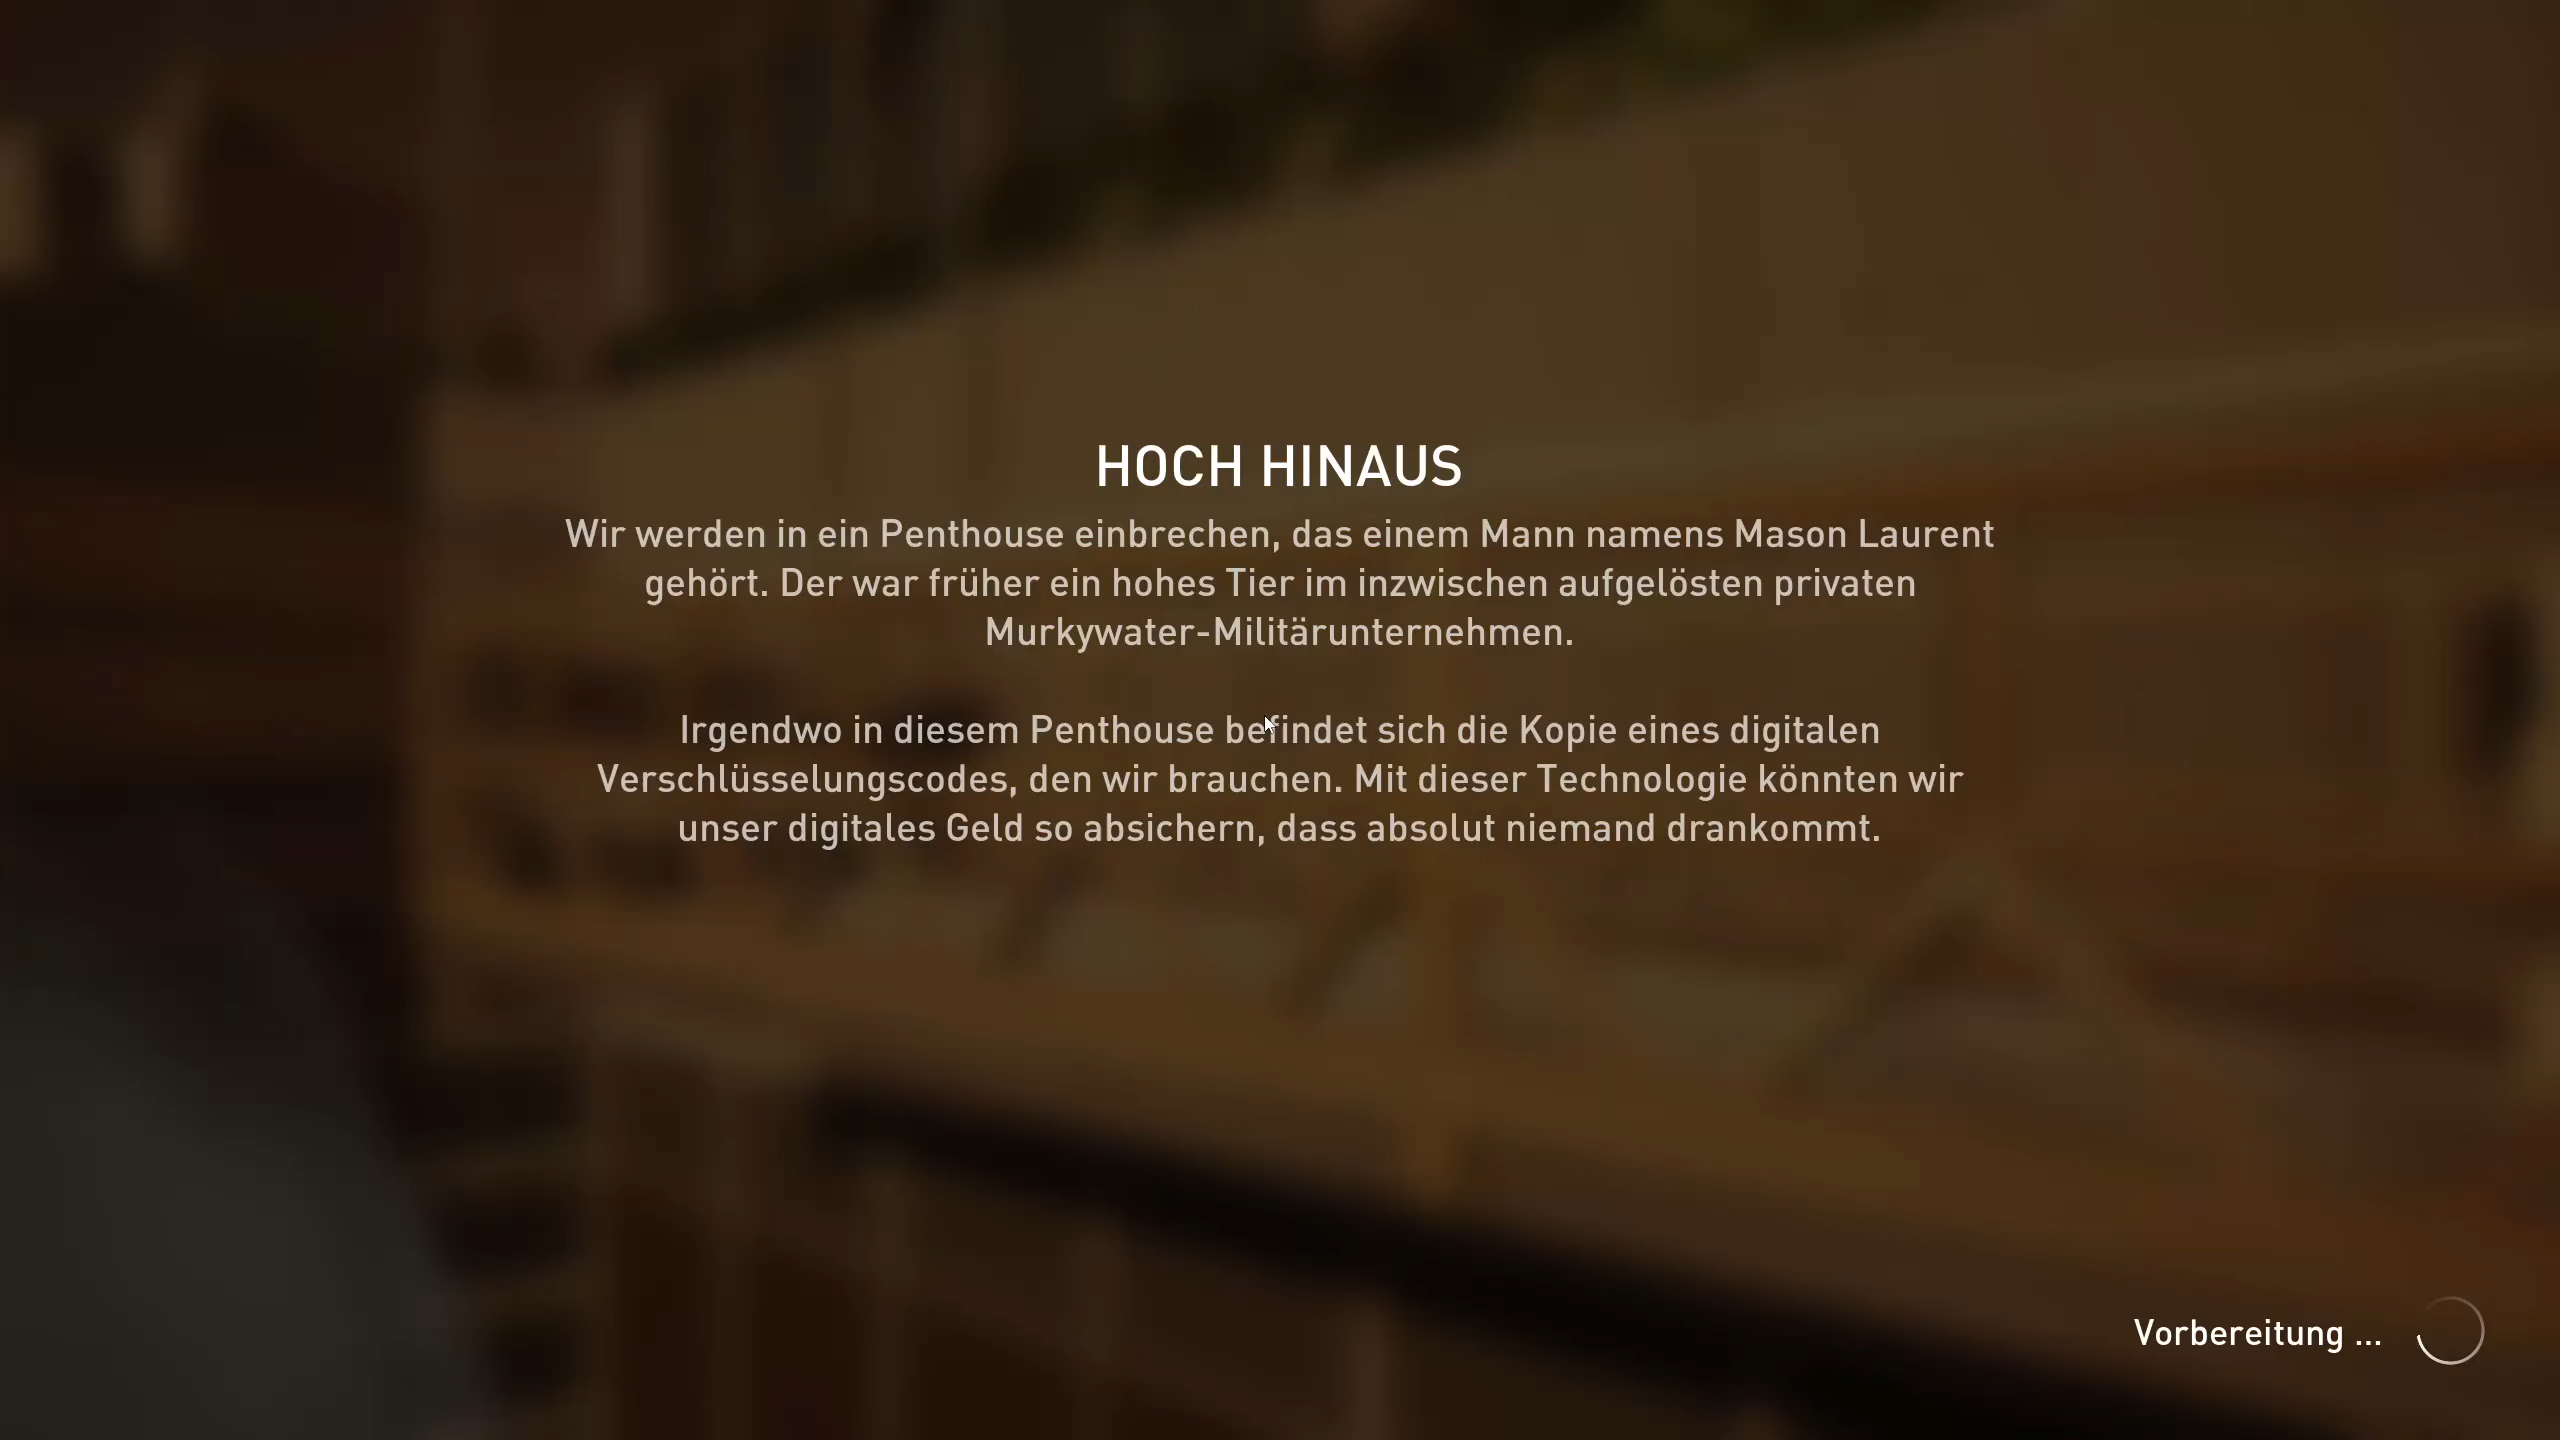 HOCH HINAUS
Wir werden in ein Penthouse einbrechen, das einem Mann namens Mason Laurent
gehört. Der war früher ein hohes Tier im inzwischen aufgelösten privaten
Murkywater-Militärunternehmen.
Irgendwo in diesem Penthouse befindet sich die Kopie eines digitalen
Verschlüsselungscodes, den wir brauchen. Mit dieser Technologie könnten wir
unser digitales Geld so absichern, dass absolut niemand drankommt.
Vorbereitung ...